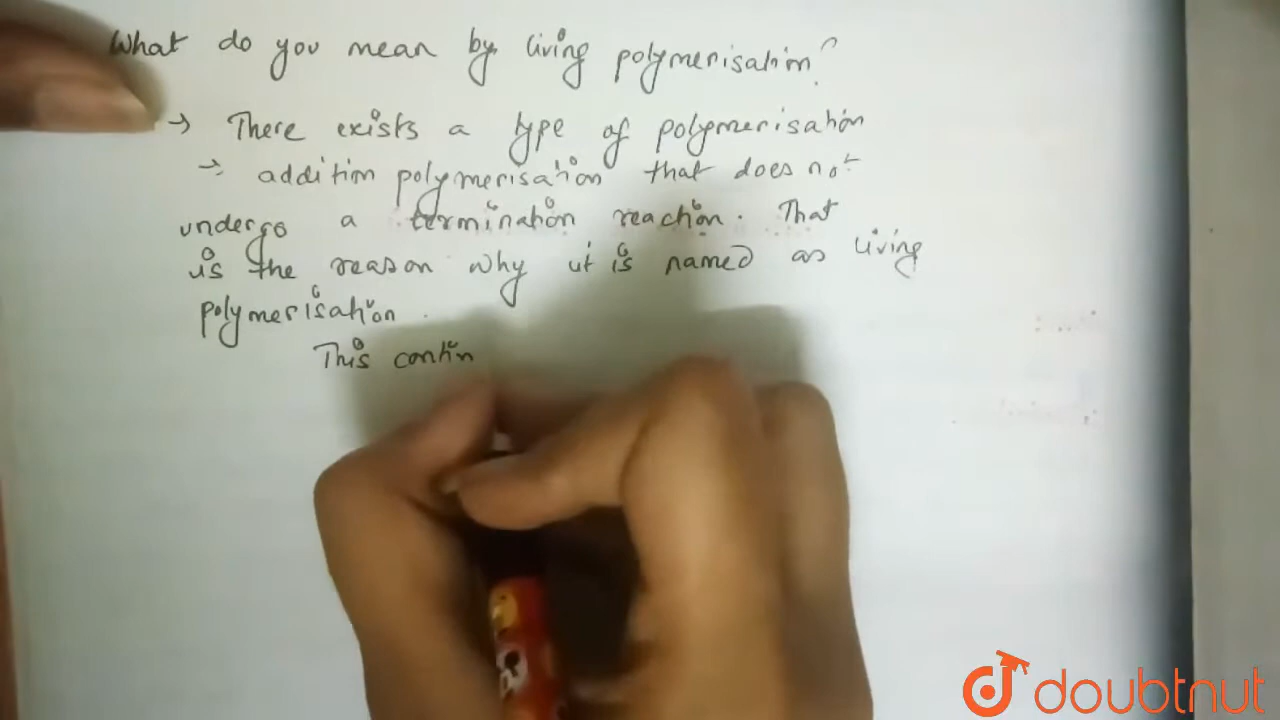 What do you mean by living polymerisation?
→ There exists a type of polymerisation
→ addition polymerisation that does not
undergo a termination reaction. That
is the reason why it is named as living
polymerisation.
This contin
doubtnut